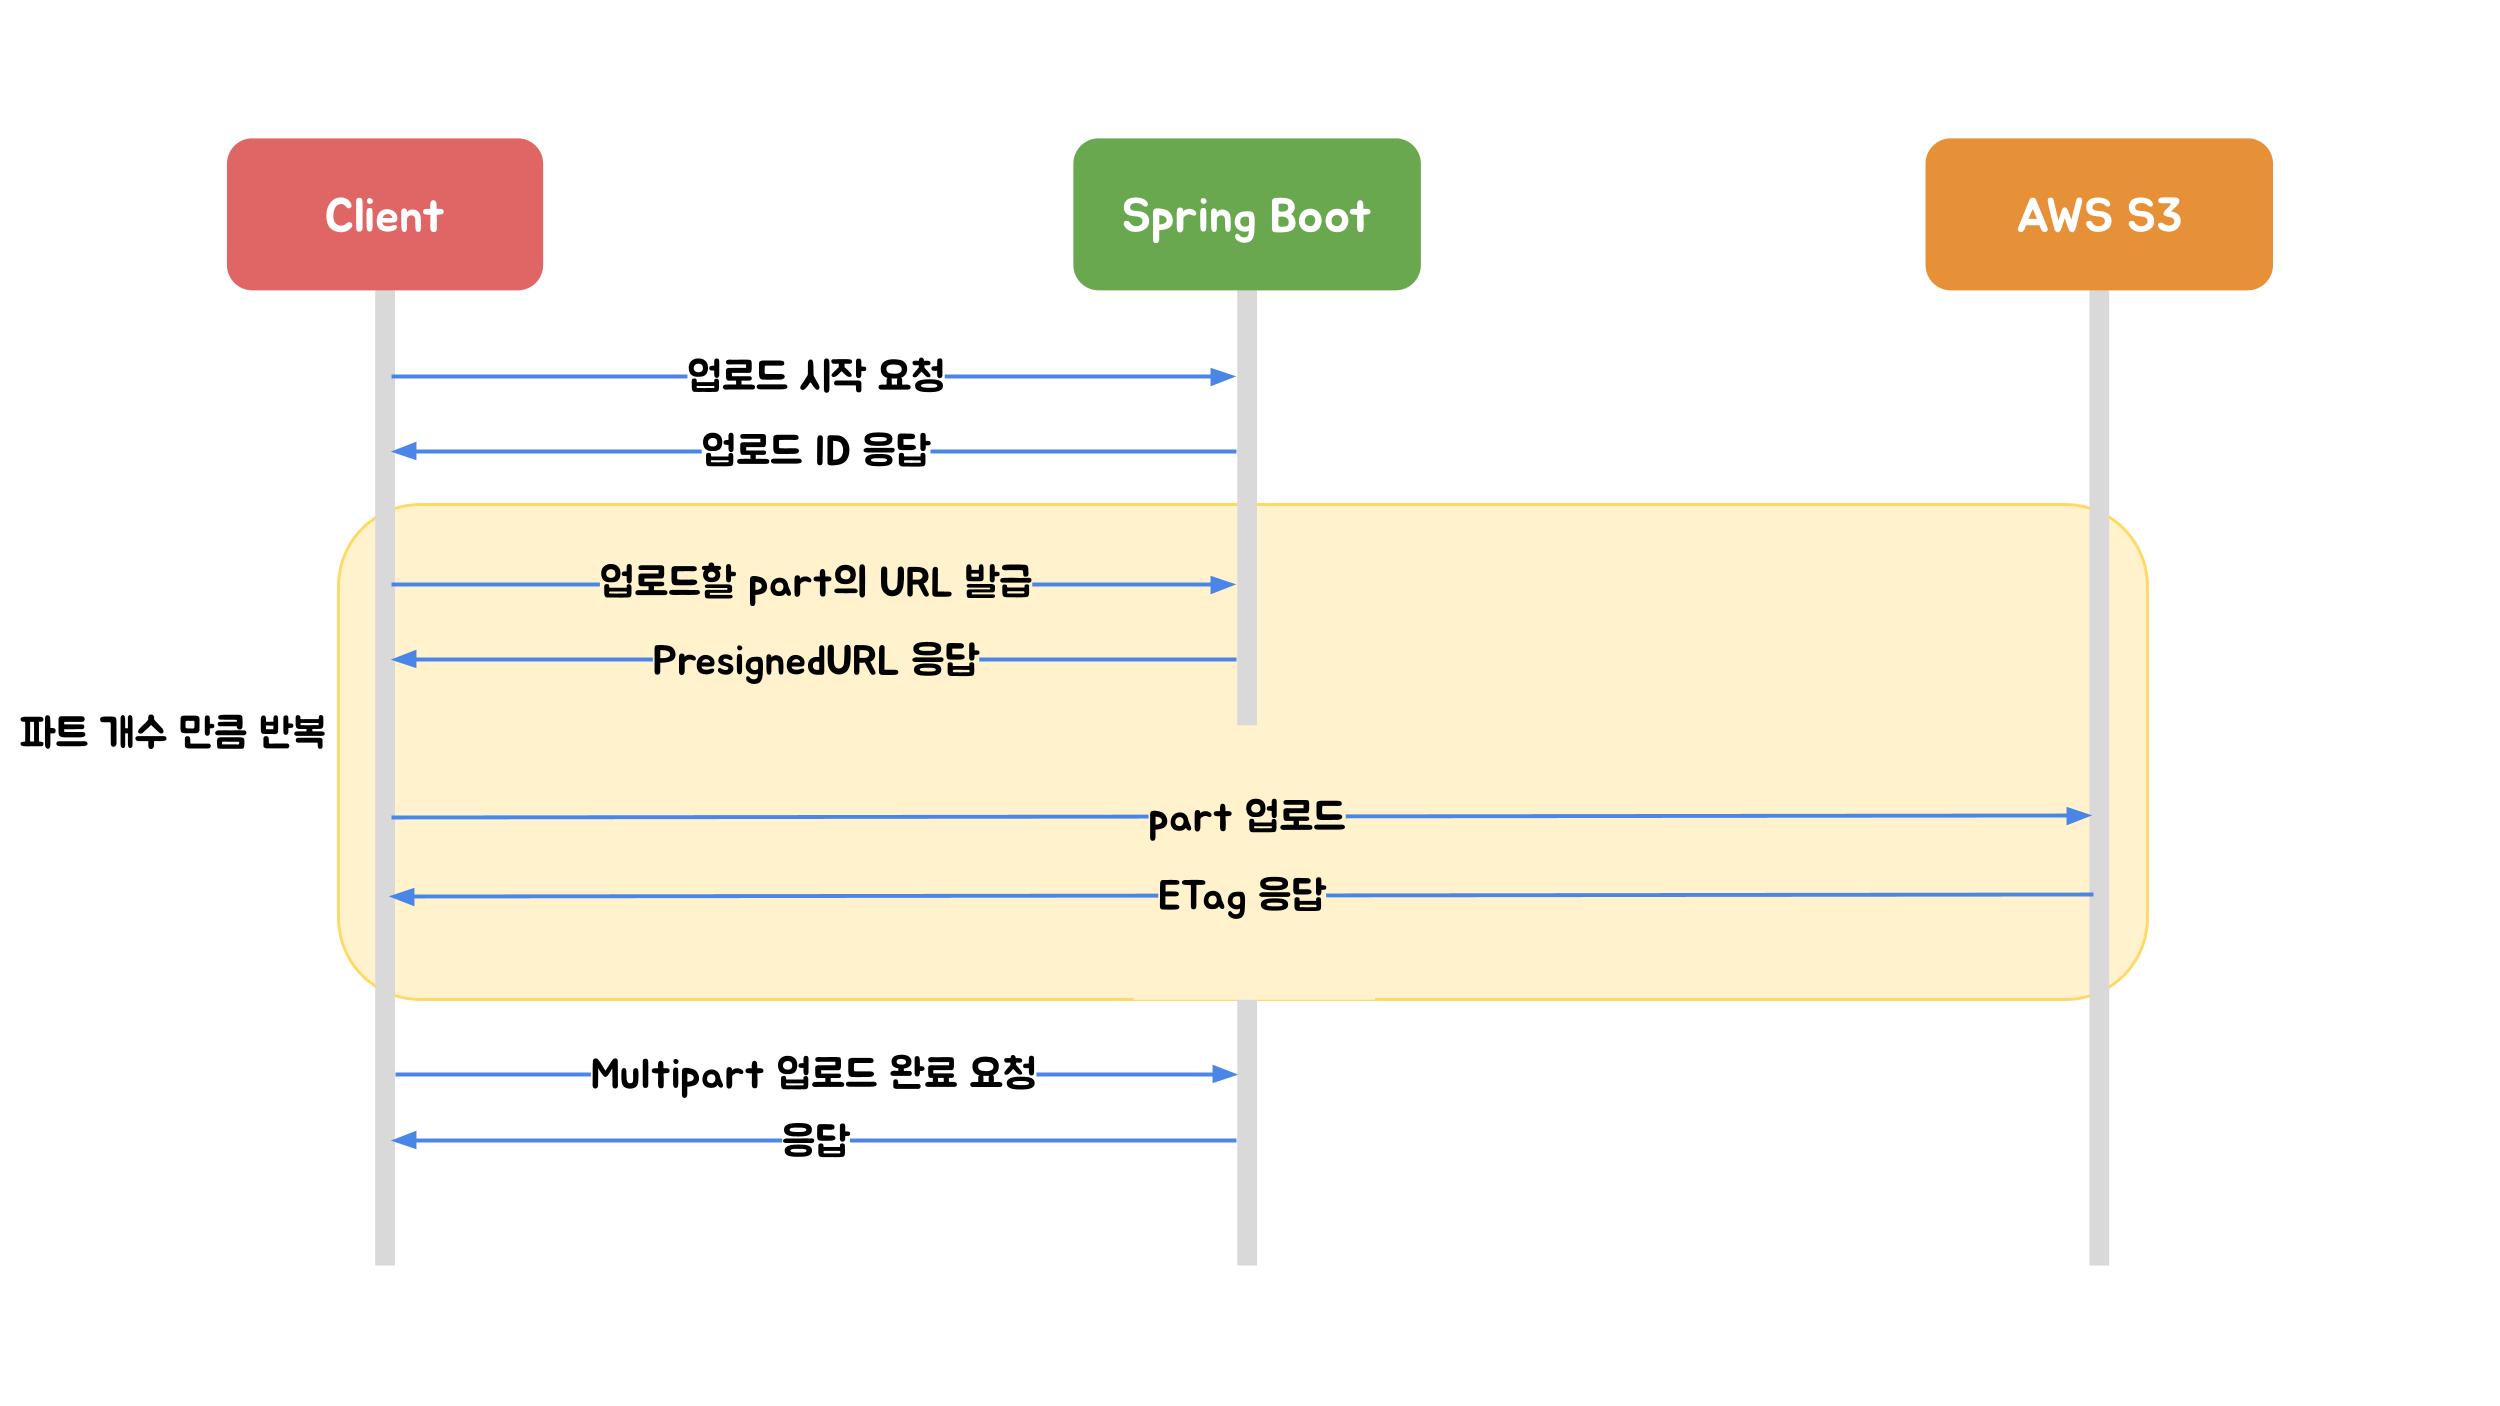 Client
Spring Boot
AWS S3
업로드 시작 요청
업로드 ID 응답
업로드할 part의 URL 발급
PresignedURL 응답
파트 개수 만큼 반복
part 업로드
ETag 응답
Multipart 업로드 완료 요청
응답